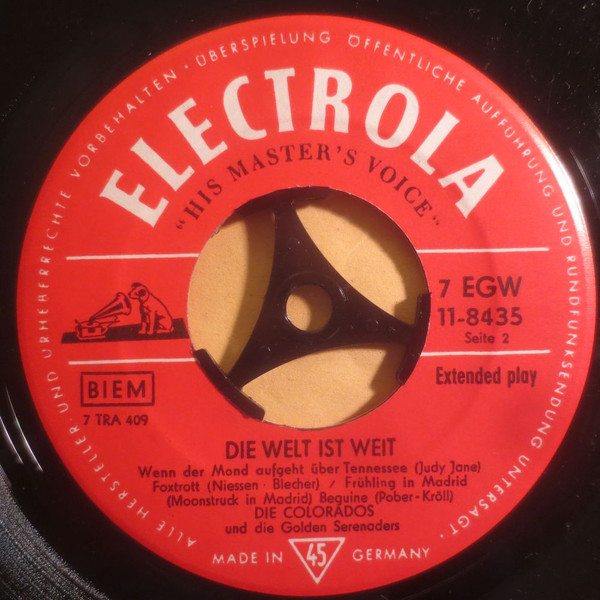 ALLE HERSTELLER- UND URHEBERRECHTE VORBEHALTEN · ÜBERSPIELUNG ÖFFENTLICHE AUFFÜHRUNG UND RUNDFUNKSENDUNG UNTERSAGT ·
ELECTROLA
"HIS MASTER'S VOICE"
7 EGW
11-8435
Seite 2
BIEM
Extended play
7 TRA 409
DIE WELT IST WEIT
Wenn der Mond aufgeht über Tennessee (Judy Jane)
Foxtrott (Niessen · Blecher) / Frühling in Madrid
(Moonstruck in Madrid) Beguine (Pober-Kröll)
DIE COLORADOS
und die Golden Serenaders
MADE IN 45 GERMANY